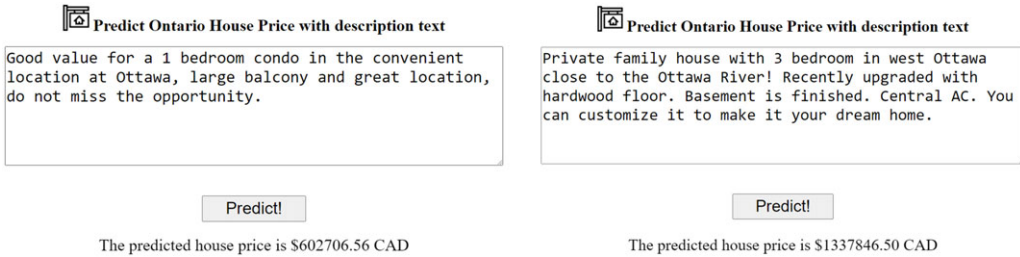 Predict Ontario House Price with description text
Good value for a 1 bedroom condo in the convenient
location at Ottawa, large balcony and great location,
do not miss the opportunity.
Predict!
The predicted house price is $602706.56 CAD
Predict Ontario House Price with description text
Private family house with 3 bedroom in west Ottawa
close to the Ottawa River! Recently upgraded with
hardwood floor. Basement is finished. Central AC. You
can customize it to make it your dream home.
Predict!
The predicted house price is $1337846.50 CAD